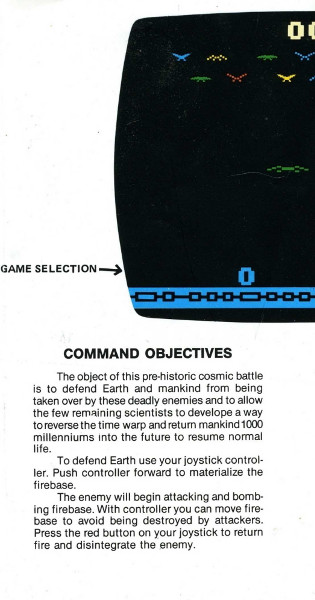 00
GAME SELECTION
0
COMMAND OBJECTIVES
The object of this pre-historic cosmic battle
is to defend Earth and mankind from being
taken over by these deadly enemies and to allow
the few remaining scientists to develope a way
to reverse the time warp and return mankind 1000
millenniums into the future to resume normal
life.
To defend Earth use your joystick control-
ler. Push controller forward to materialize the
firebase.
The enemy will begin attacking and bomb-
ing firebase. With controller you can move fire-
base to avoid being destroyed by attackers.
Press the red button on your joystick to return
fire and disintegrate the enemy.